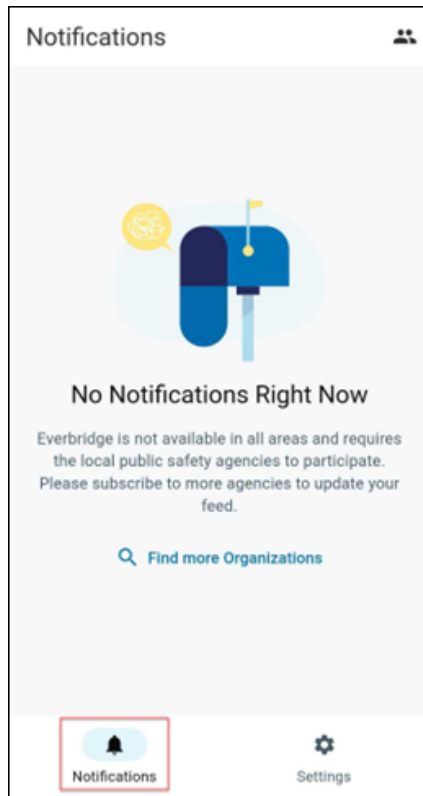 Notifications
No Notifications Right Now
Everbridge is not available in all areas and requires
the local public safety agencies to participate.
Please subscribe to more agencies to update your
feed.
Find more Organizations
Notifications
Settings